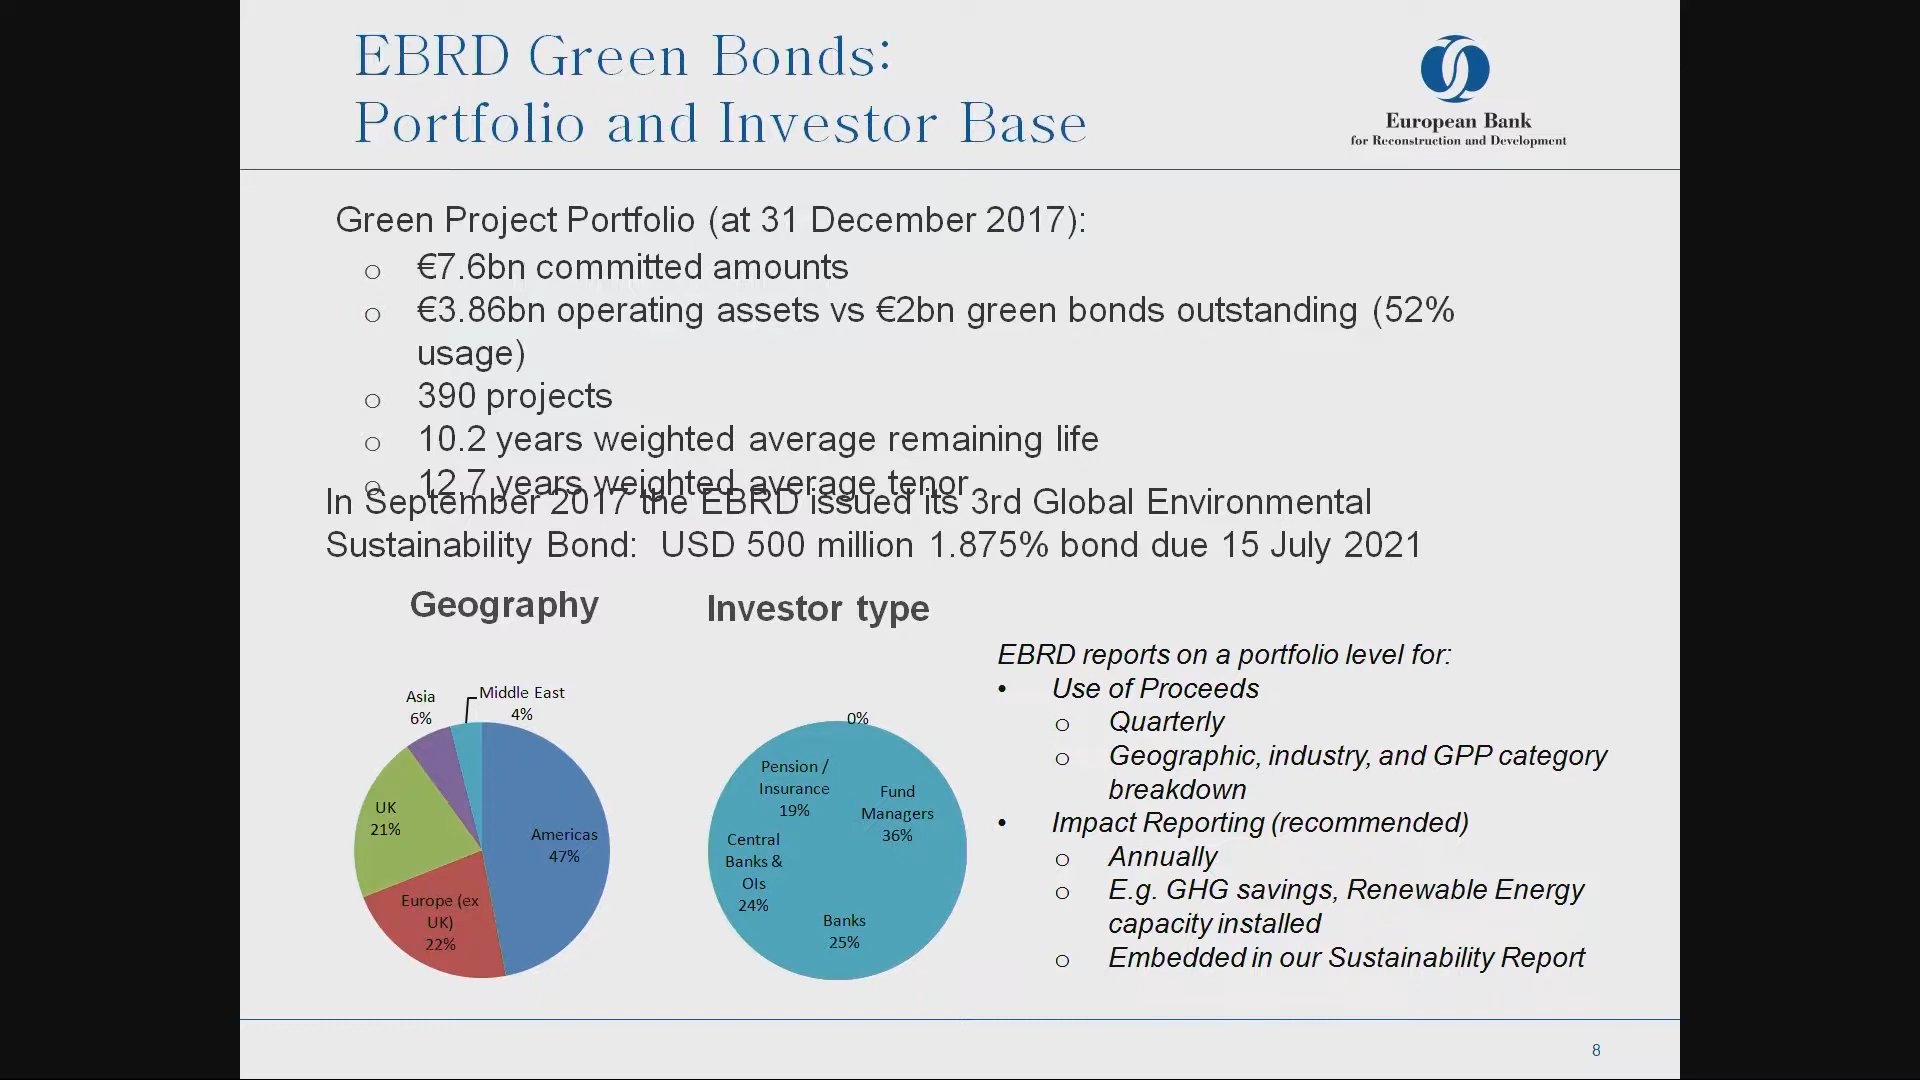 EBRD Green Bonds:
Portfolio and Investor Base
European Bank
for Reconstruction and Development
Green Project Portfolio (at 31 December 2017):
o €7.6bn committed amounts
o €3.86bn operating assets vs €2bn green bonds outstanding (52%
usage)
o 390 projects
o 10.2 years weighted average remaining life
o 12.7 years weighted average tenor
In September 2017 the EBRD issued its 3rd Global Environmental
Sustainability Bond: USD 500 million 1.875% bond due 15 July 2021
Geography
Asia
6%
Middle East
4%
UK
21%
Americas
47%
Europe (ex
UK)
22%
Investor type
0%
Pension /
Insurance
19%
Fund
Managers
36%
Central
Banks &
OIs
24%
Banks
25%
EBRD reports on a portfolio level for:
• Use of Proceeds
o Quarterly
o Geographic, industry, and GPP category
breakdown
• Impact Reporting (recommended)
o Annually
o E.g. GHG savings, Renewable Energy
capacity installed
o Embedded in our Sustainability Report
8